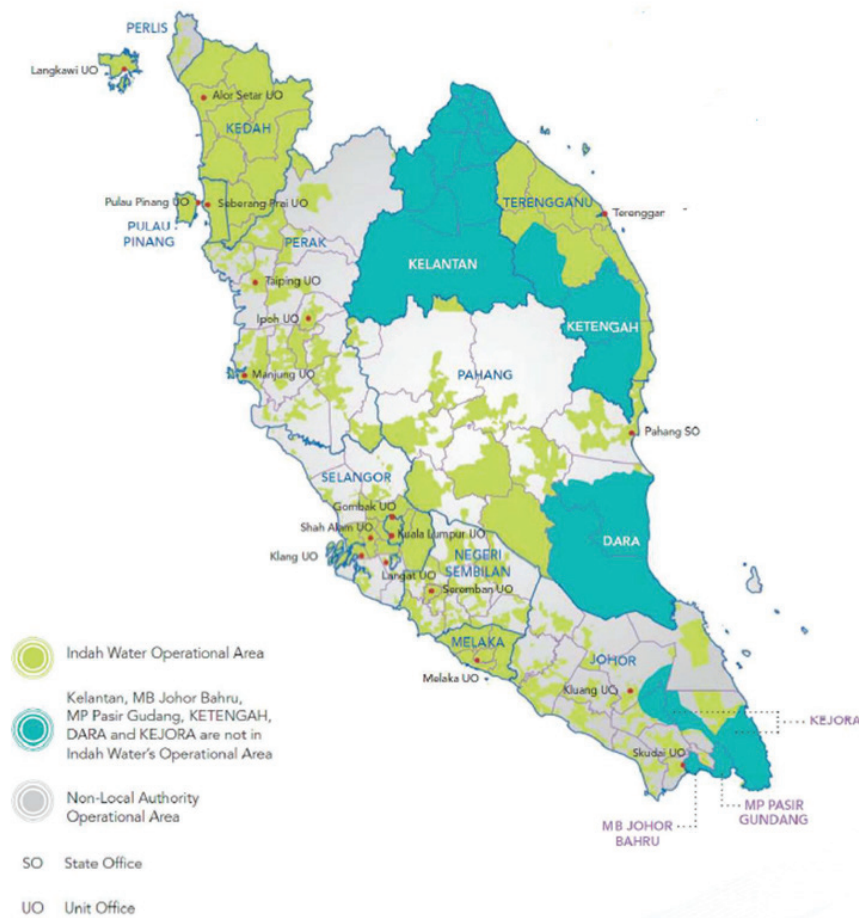 PERLIS
Langkawi UO
Alor Setar UO
KEDAH
Pulau Pinang UO
Seberang Prai UO
PULAU
PINANG
PERAK
TERENGGANU
Terenggar
Taiping UO
KELANTAN
Ipoh UO
KETENGAH
Manjung UO
PAHANG
Pahang SO
SELANGOR
Gombak UO
Shah Alam UO
Kuala Lumpur UO
DARA
Klang UO
NEGERI
SEMBILAN
Langat UO
Seremban UO
MELAKA
Melaka UO
JOHOR
Kluang UO
KEJORA
Skudai UO
MP PASIR
GUNDANG
MB JOHOR
BAHRU
Indah Water Operational Area
Kelantan, MB Johor Bahru,
MP Pasir Gudang, KETENGAH,
DARA and KEJORA are not in
Indah Water's Operational Area
Non-Local Authority
Operational Area
SO State Office
UO Unit Office